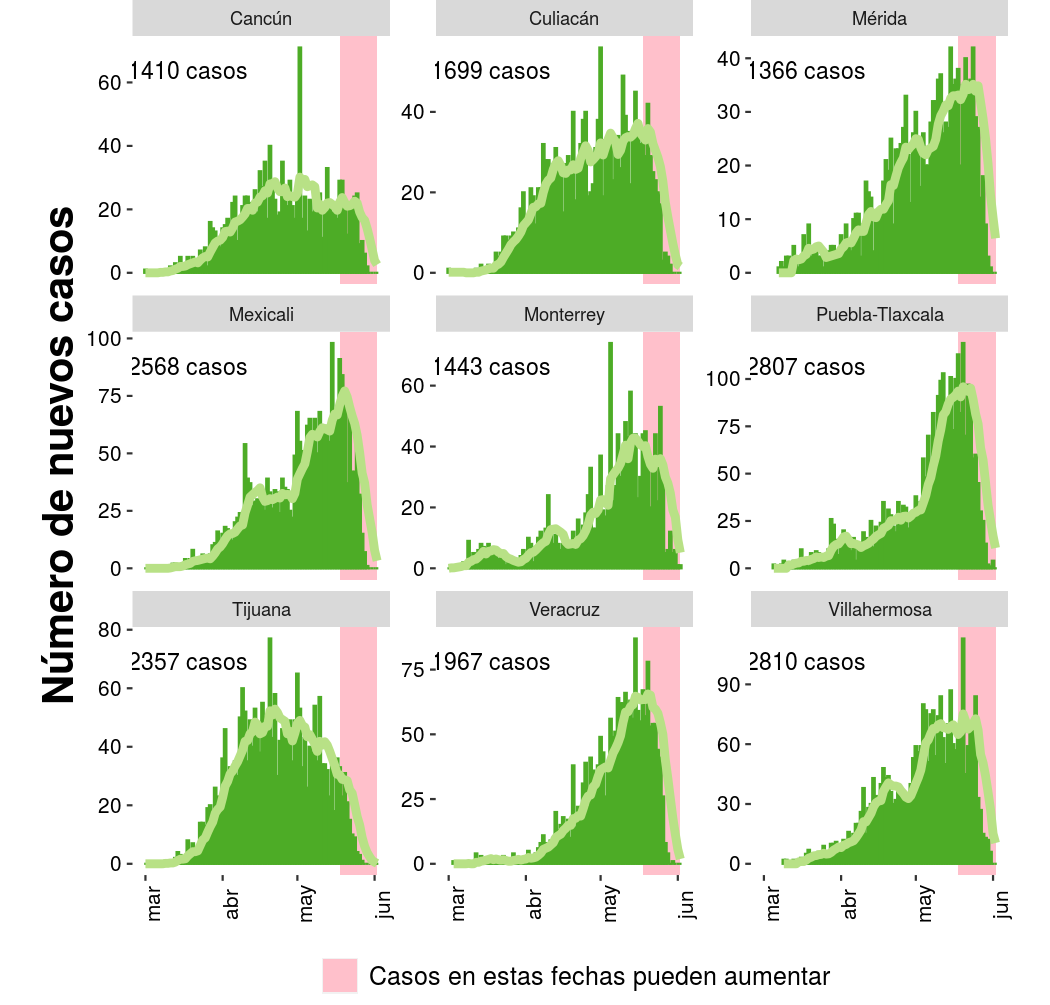 Número de nuevos casos
Cancún
1410 casos
60
40
20
0
Culiacán
1699 casos
40
20
0
Mérida
1366 casos
40
30
20
10
0
Mexicali
2568 casos
100
75
50
25
0
Monterrey
1443 casos
60
40
20
0
Puebla-Tlaxcala
2807 casos
100
75
50
25
0
Tijuana
2357 casos
80
60
40
20
0
mar
abr
may
jun
Veracruz
1967 casos
75
50
25
0
mar
abr
may
jun
Villahermosa
2810 casos
90
60
30
0
mar
abr
may
jun
Casos en estas fechas pueden aumentar